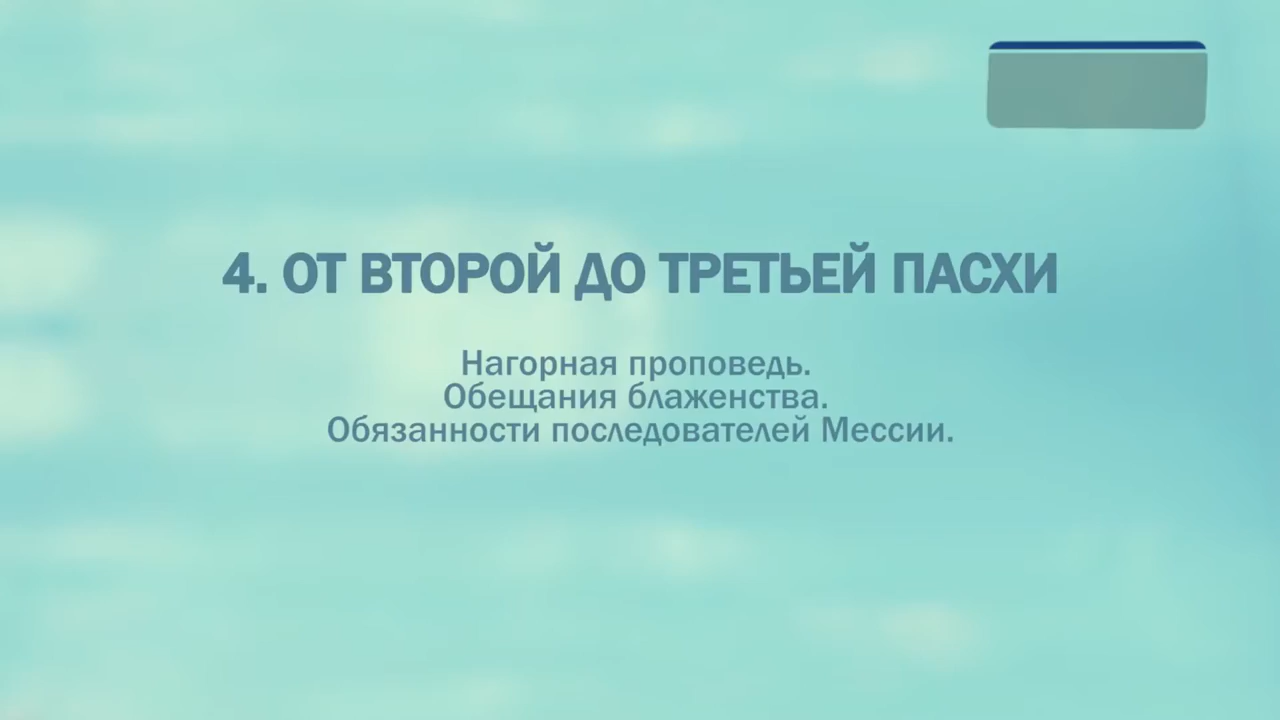 4. ОТ ВТОРОЙ ДО ТРЕТЬЕЙ ПАСХИ
Нагорная проповедь.
Обещания блаженства.
Обязанности последователей Мессии.